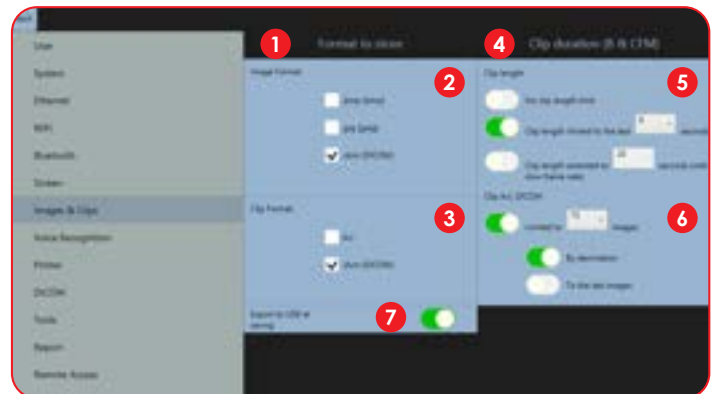 User
System
Ethernet
WiFi
Bluetooth
Screen
Images & Clips
Voice Recognition
Printer
DICOM
Tools
Report
Remote Access
1
Format to store
2
Image Format
.bmp (bmp)
.jpg (jpeg)
.dcm (DICOM)
3
Clip Format
.avi
.dcm (DICOM)
7
Export to USB at
saving
4
Clip duration (B & CFM)
5
Clip length
No clip length limit
Clip length limited to the last
seconds
Clip length extended to
seconds
slow frame rate)
Clip Avi, DICOM
6
Limited to
images
By decimation
To the last images